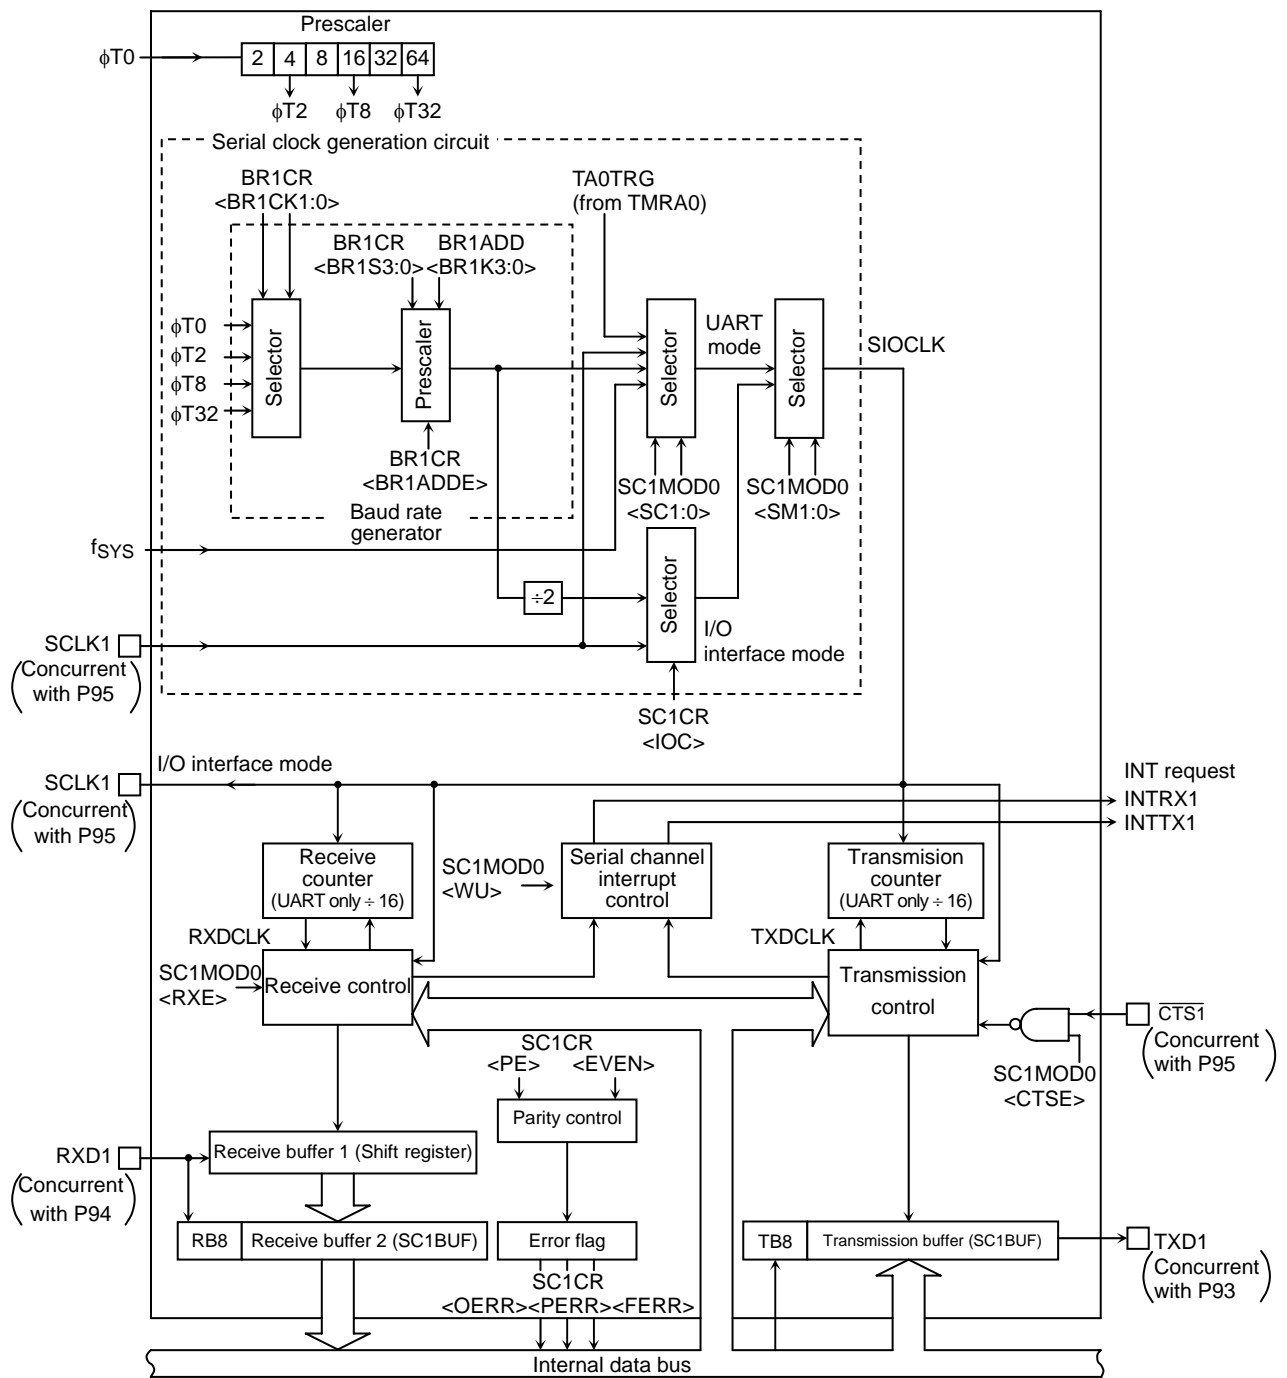 Prescaler
ϕT0
2 4 8 16 32 64
ϕT2 ϕT8 ϕT32
Serial clock generation circuit
BR1CR
<BR1CK1:0>
TA0TRG
(from TMRA0)
BR1CR
<BR1S3:0>
BR1ADD
<BR1K3:0>
ϕT0
ϕT2
ϕT8
ϕT32
Selector
Prescaler
Selector
UART
mode
Selector
SIOCLK
BR1CR
<BR1ADDE>
SC1MOD0
<SC1:0>
SC1MOD0
<SM1:0>
Baud rate
generator
fSYS
÷2
Selector
I/O
interface mode
SCLK1
(Concurrent
with P95)
SC1CR
<IOC>
I/O interface mode
SCLK1
(Concurrent
with P95)
INT request
INTRX1
INTTX1
Receive
counter
(UART only ÷ 16)
SC1MOD0
<WU>
Serial channel
interrupt
control
Transmision
counter
(UART only ÷ 16)
RXDCLK
TXDCLK
SC1MOD0
<RXE>
Receive control
Transmission
control
CTS1
(Concurrent
with P95)
SC1MOD0
<CTSE>
SC1CR
<PE> <EVEN>
Parity control
RXD1
(Concurrent
with P94)
Receive buffer 1 (Shift register)
RB8 Receive buffer 2 (SC1BUF)
Error flag
TB8 Transmission buffer (SC1BUF)
TXD1
(Concurrent
with P93)
SC1CR
<OERR><PERR><FERR>
Internal data bus